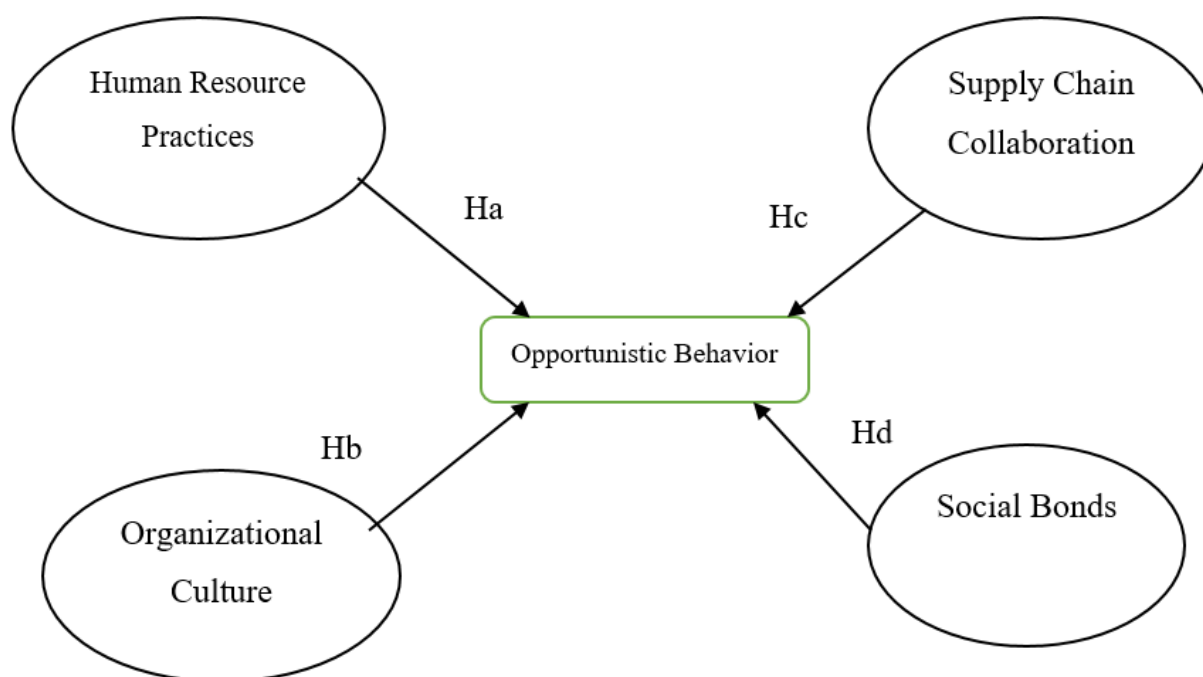 Human Resource
Practices
Supply Chain
Collaboration
Ha
Hc
Opportunistic Behavior
Hb
Hd
Organizational
Culture
Social Bonds